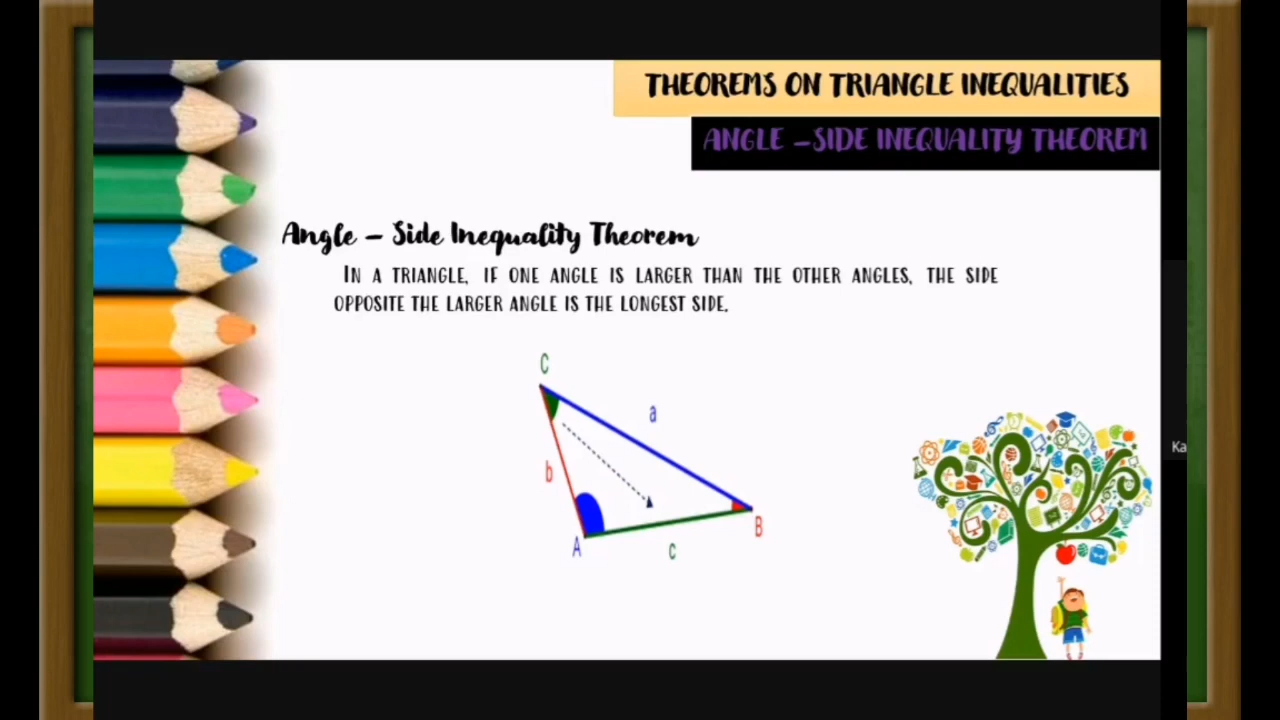 THEOREMS ON TRIANGLE INEQUALITIES
ANGLE –SIDE INEQUALITY THEOREM
Angle – Side Inequality Theorem
IN A TRIANGLE, IF ONE ANGLE IS LARGER THAN THE OTHER ANGLES, THE SIDE
OPPOSITE THE LARGER ANGLE IS THE LONGEST SIDE.
C
a
b
A
c
B
Ka